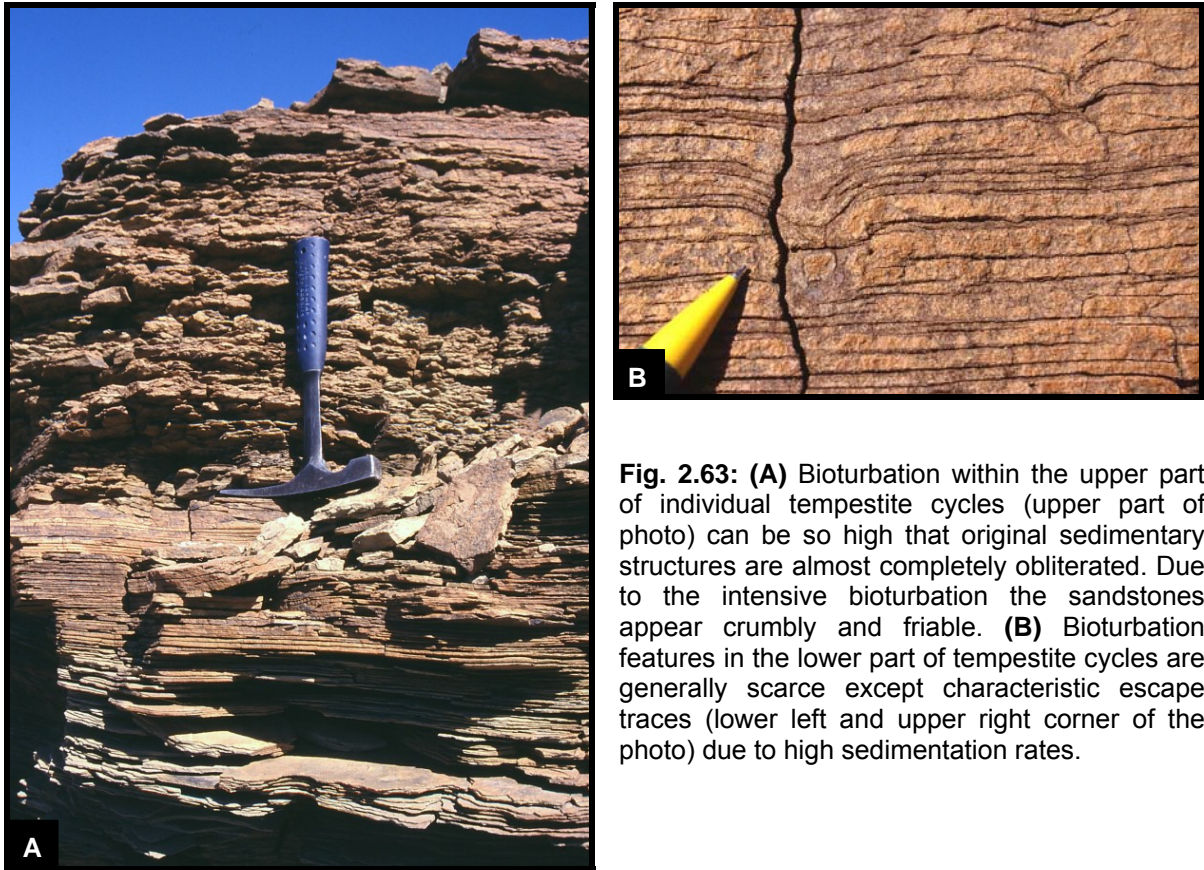 A
B
Fig. 2.63: (A) Bioturbation within the upper part
of individual tempestite cycles (upper part of
photo) can be so high that original sedimentary
structures are almost completely obliterated. Due
to the intensive bioturbation the sandstones
appear crumbly and friable. (B) Bioturbation
features in the lower part of tempestite cycles are
generally scarce except characteristic escape
traces (lower left and upper right corner of the
photo) due to high sedimentation rates.